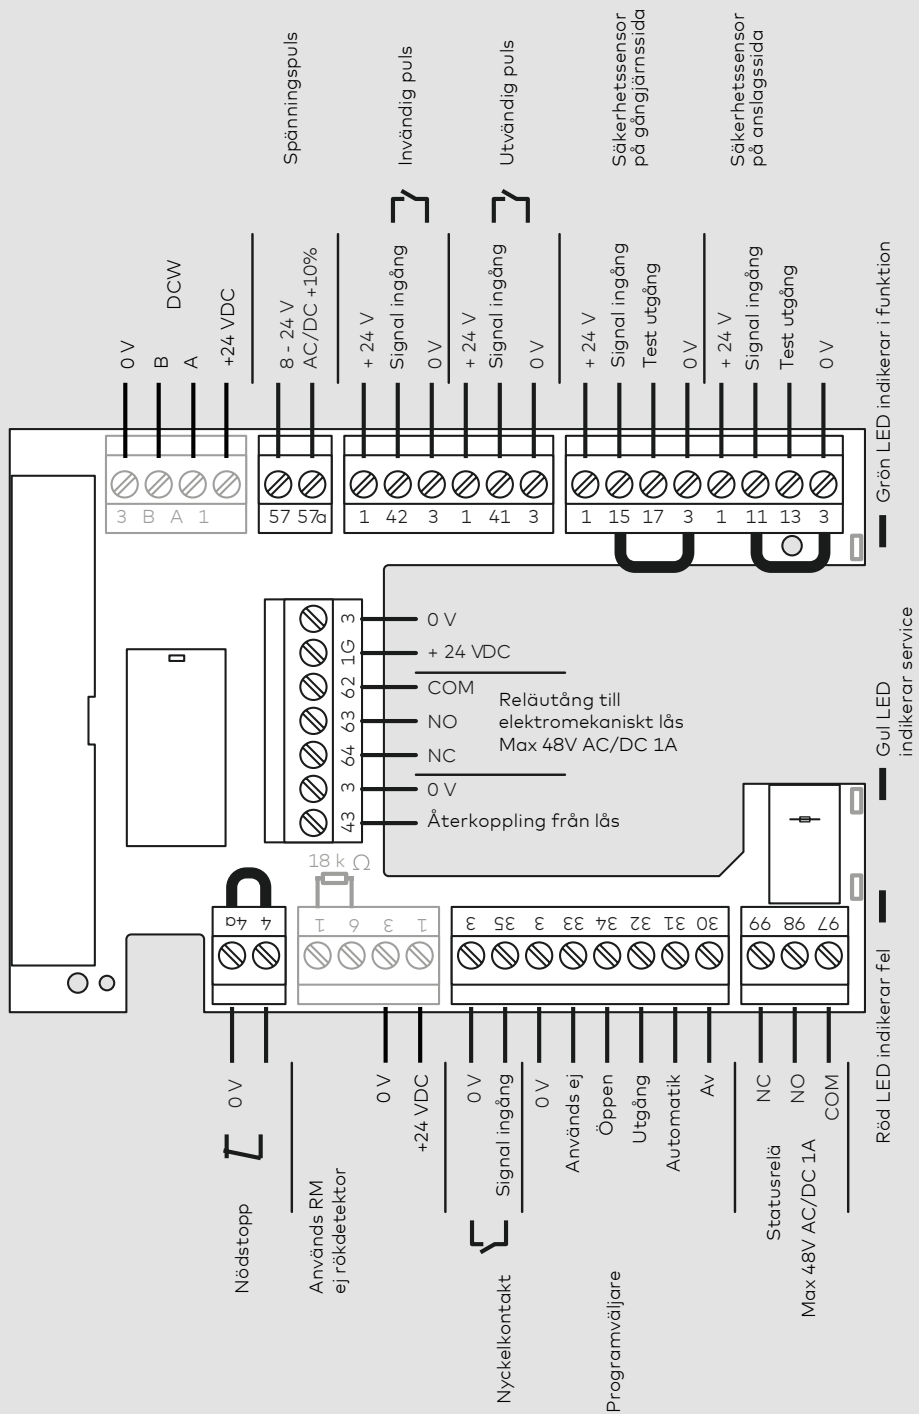 Spänningspuls
Invändig puls
Utvändig puls
Säkerhetssensor
på gångjärnssida
Säkerhetssensor
på anslagssida
0 V
B
DCW
A
+24 VDC
8 - 24 V
AC/DC +10%
+ 24 V
Signal ingång
0 V
+ 24 V
Signal ingång
0 V
+ 24 V
Signal ingång
Test utgång
0 V
+ 24 V
Signal ingång
Test utgång
0 V
3 B A 1
57 57a
1 42 3 1 41 3
1 15 17 3 1 11 13 3
Grön LED indikerar i funktion
3 0 V
1G + 24 VDC
62 COM
63 NO
64 NC
Reläutång till
elektromekaniskt lås
Max 48V AC/DC 1A
3 0 V
43 Återkoppling från lås
Gul LED
indikerar service
18 k Ω
4a 4
1 6 3 1
3 35 3 33 34 32 31 30
99 98 97
Röd LED indikerar fel
0 V
Nödstopp
Används RM
ej rökdetektor
0 V
+24 VDC
0 V
Signal ingång
Nyckelkontakt
0 V
Används ej
Öppen
Utgång
Automatik
Av
Programväljare
NC
NO
COM
Statusrelä
Max 48V AC/DC 1A